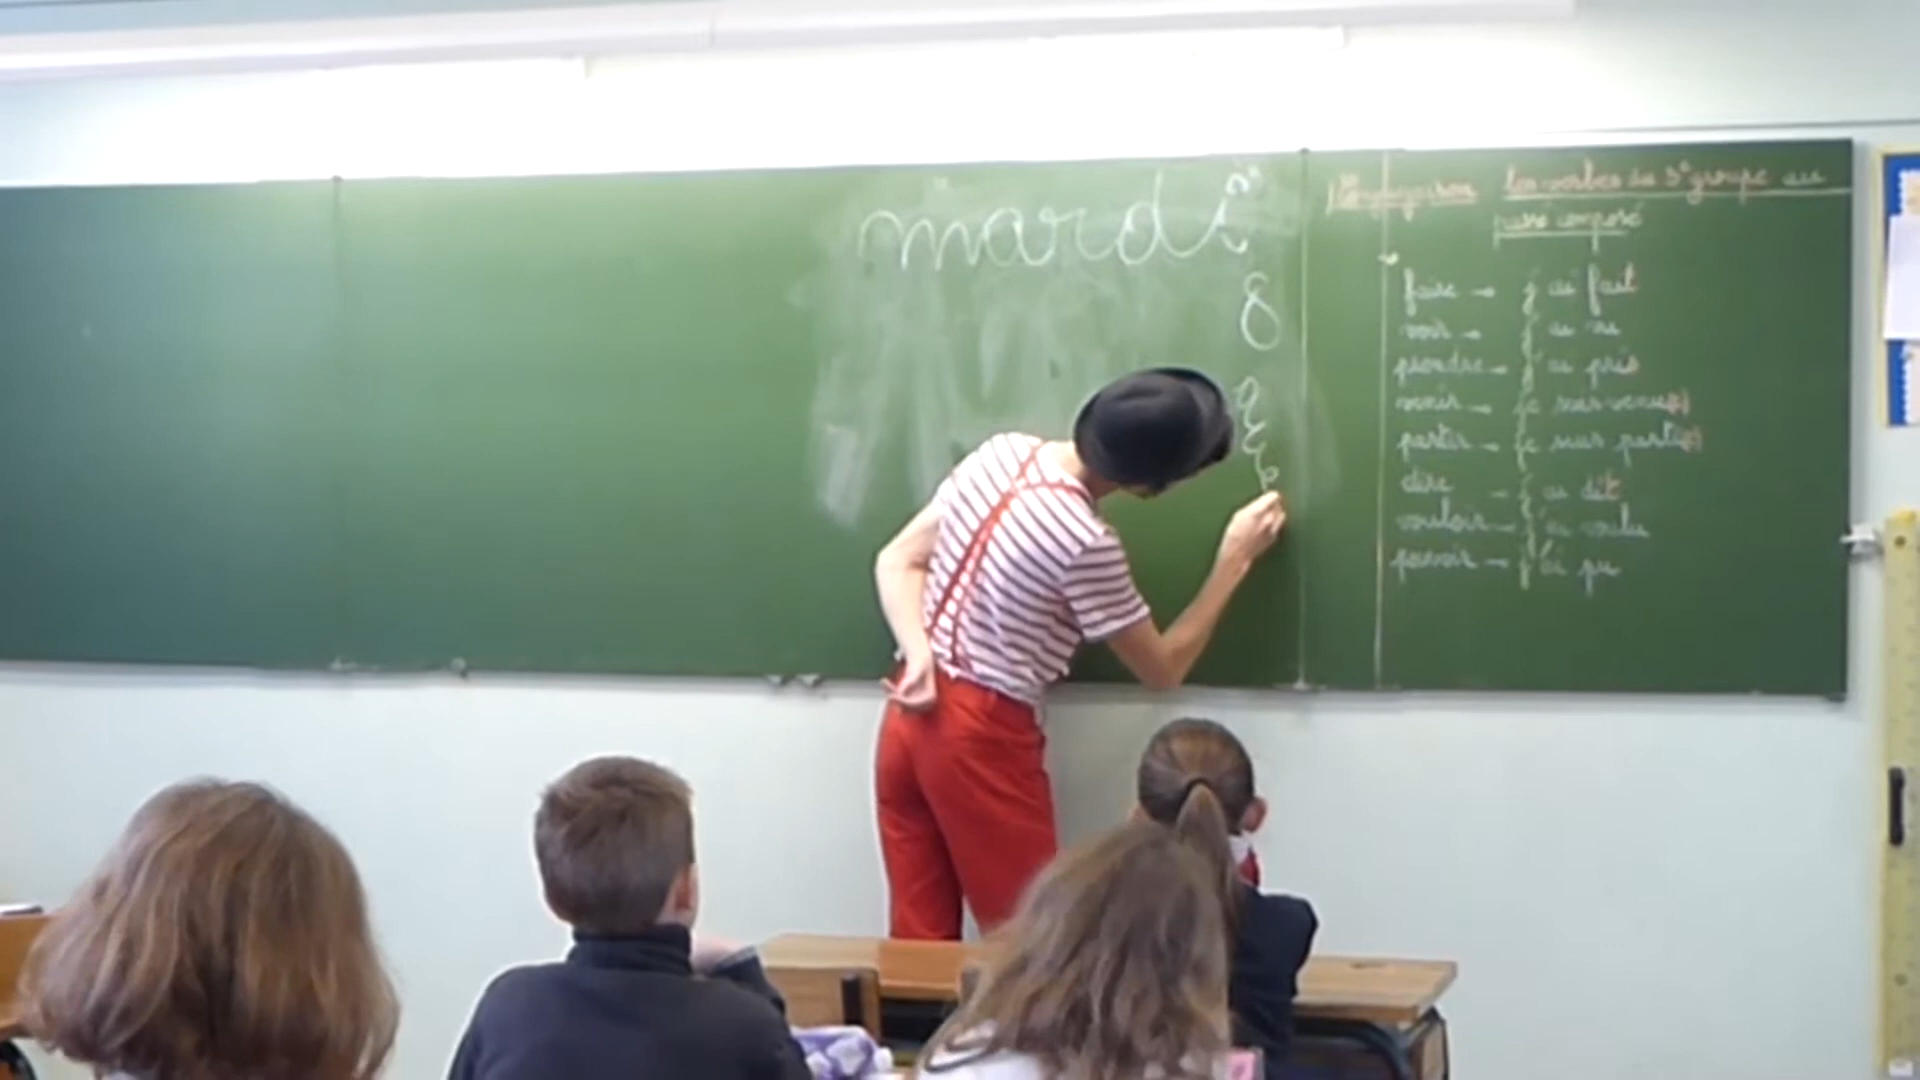 mardi
8
Conjugaison les verbes du 3e groupe au
passé composé
faire → j'ai fait
voir → j'ai vu
prendre → j'ai pris
venir → je suis venu(e)
partir → je suis parti(e)
dire → j'ai dit
vouloir → j'ai voulu
pouvoir → j'ai pu